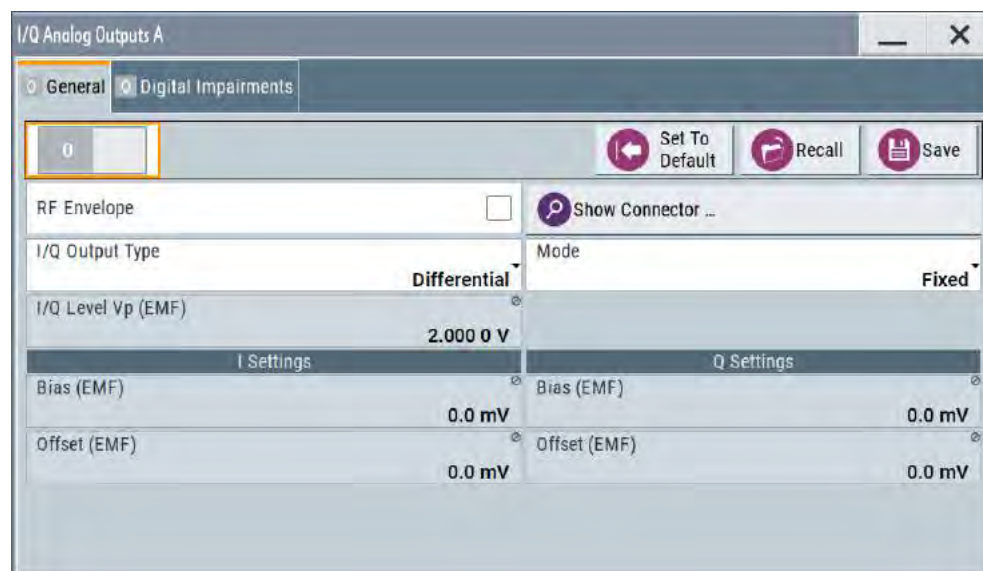 I/Q Analog Outputs A
0 General 0 Digital Impairments
0 Set To Default Recall Save
RF Envelope Show Connector ...
I/Q Output Type Mode
Differential Fixed
I/Q Level Vp (EMF)
2.000 0 V
I Settings Q Settings
Bias (EMF) Bias (EMF)
0.0 mV 0.0 mV
Offset (EMF) Offset (EMF)
0.0 mV 0.0 mV